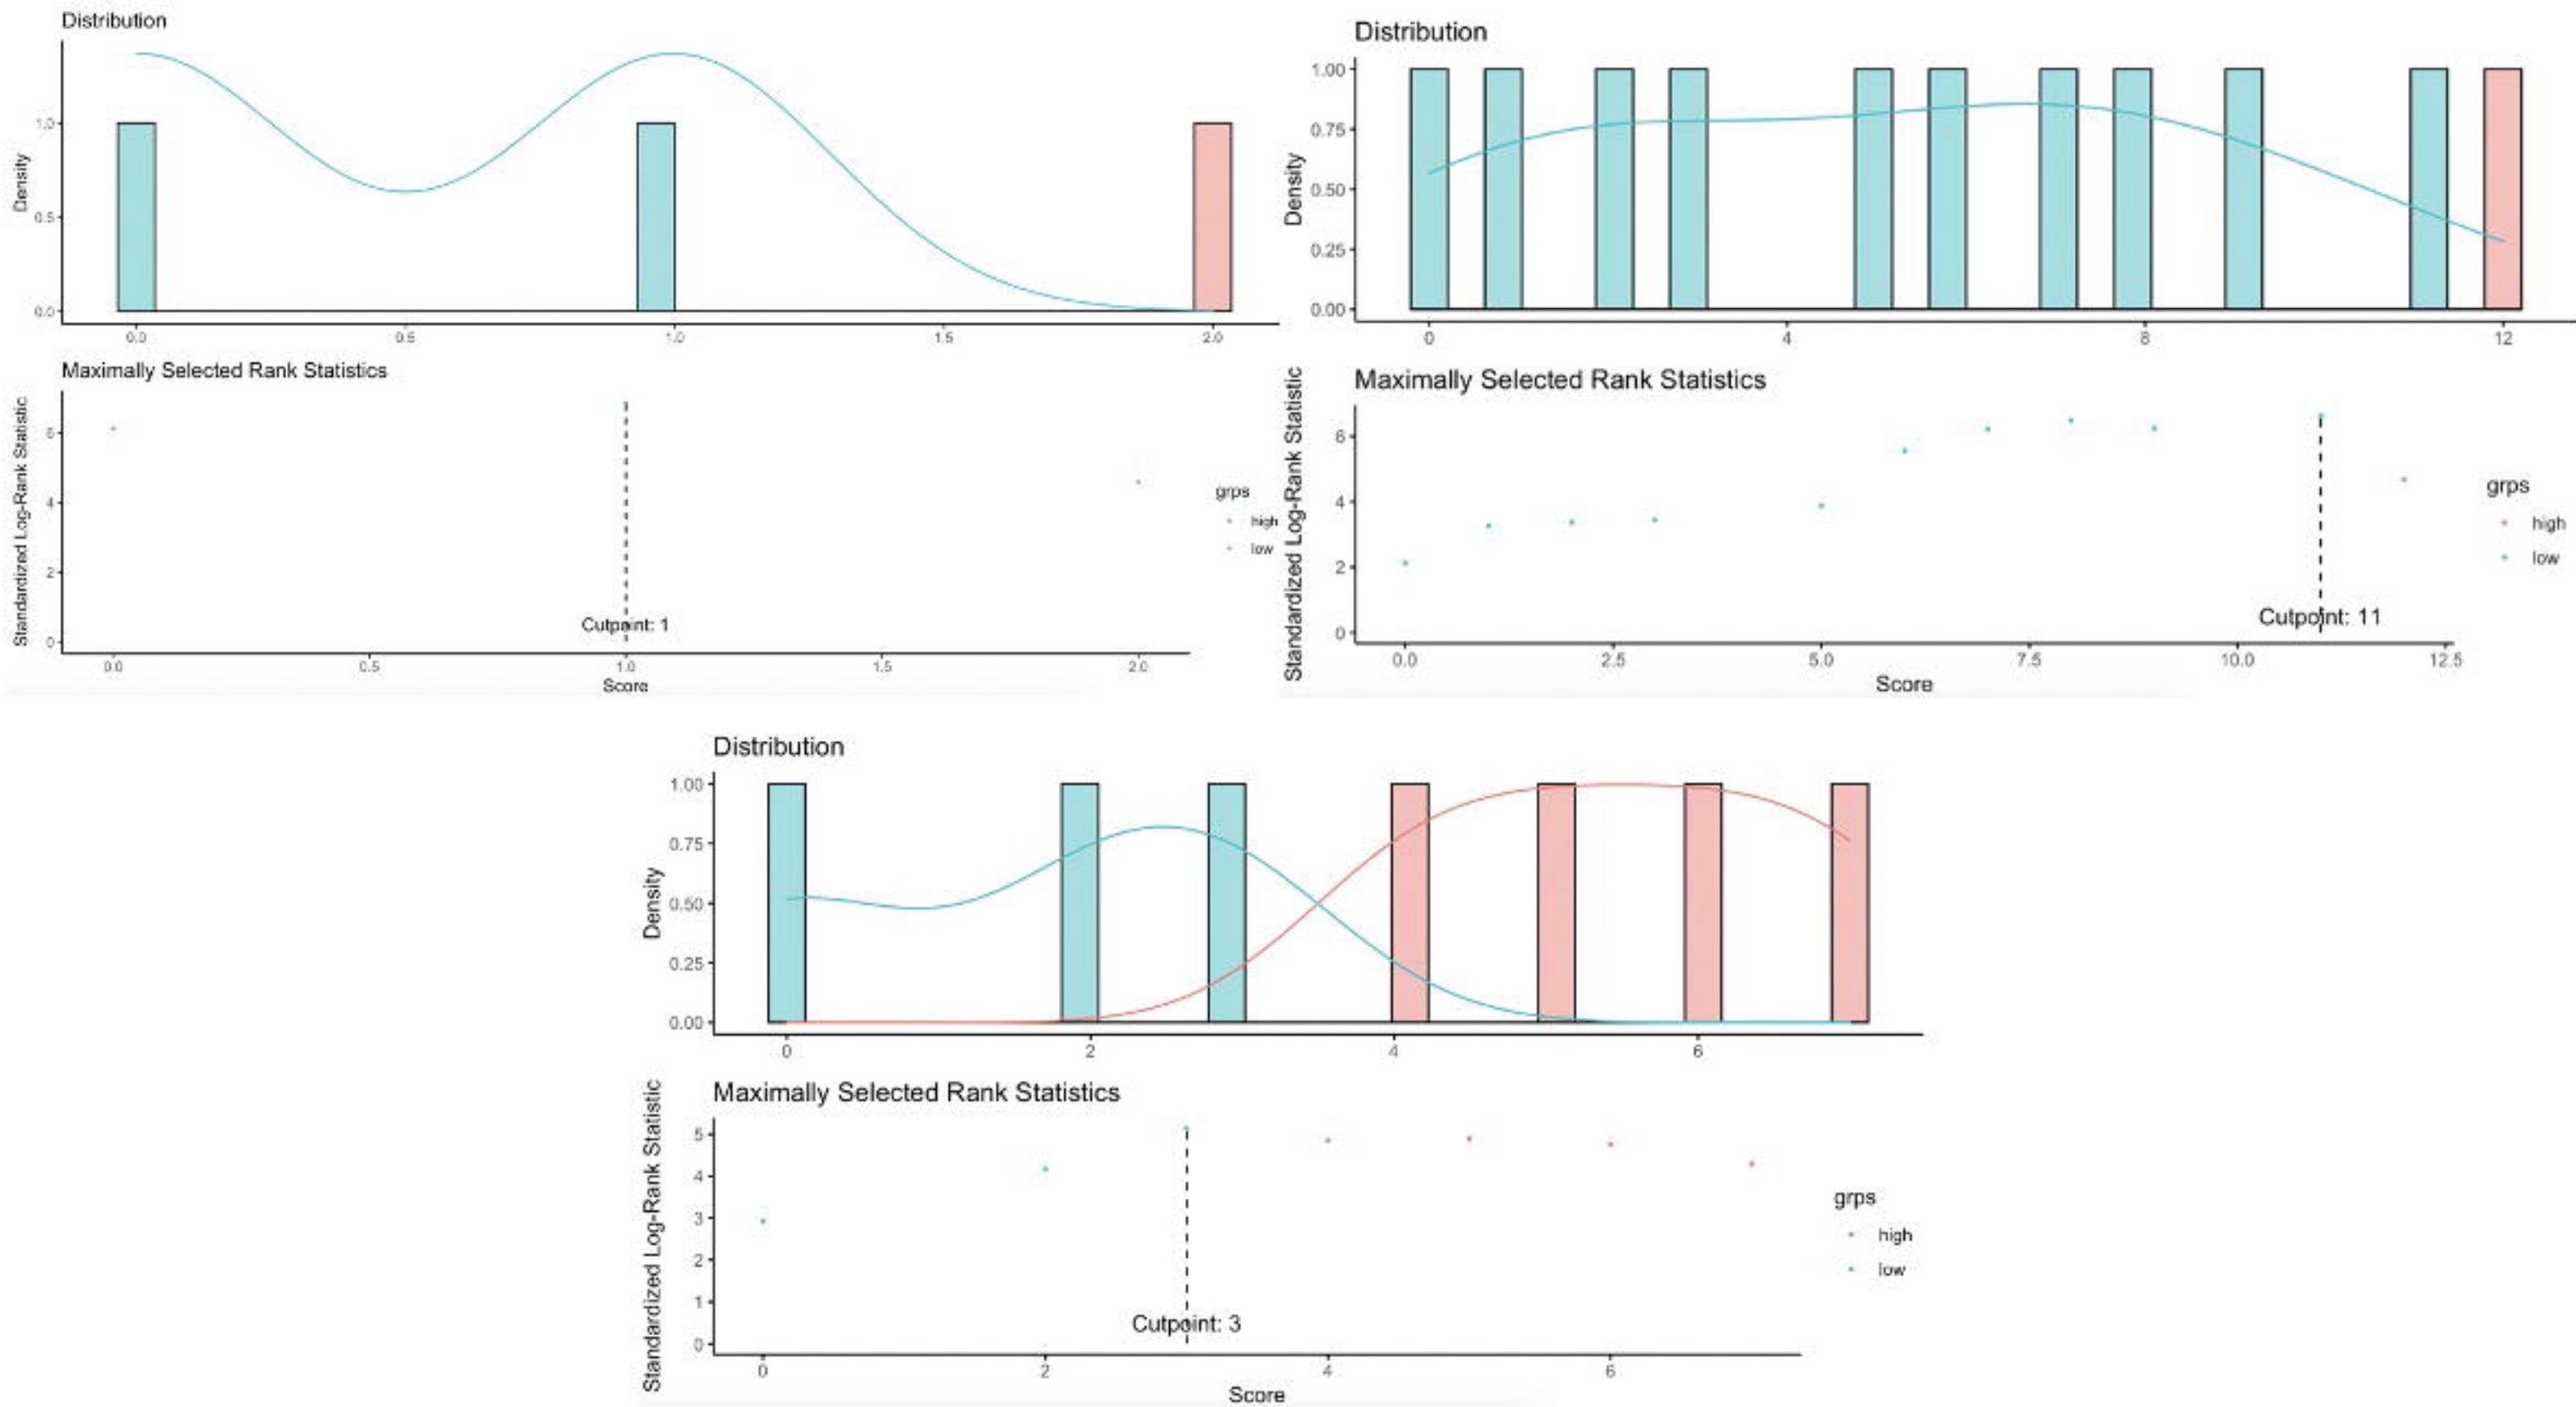 Distribution
Density
1.0
0.5
0.0
0.0 0.5 1.0 1.5 2.0
Maximally Selected Rank Statistics
Standardized Log-Rank Statistic
6
4
2
0
Cutpoint: 1
0.0 0.5 1.0 1.5 2.0
Score
grps
high
low
Distribution
Density
1.00
0.75
0.50
0.25
0.00
0 4 8 12
Maximally Selected Rank Statistics
Standardized Log-Rank Statistic
6
4
2
0
Cutpoint: 11
0.0 2.5 5.0 7.5 10.0 12.5
Score
grps
high
low
Distribution
Density
1.00
0.75
0.50
0.25
0.00
0 2 4 6
Maximally Selected Rank Statistics
Standardized Log-Rank Statistic
5
4
3
2
1
0
Cutpoint: 3
0 2 4 6
Score
grps
high
low